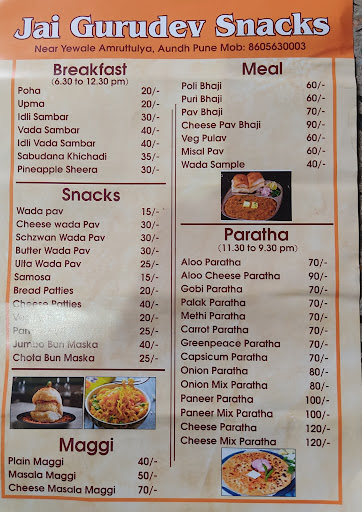 Jai Gurudev Snacks
Near Yewale Amruttulya, Aundh Pune Mob: 8605630003
Breakfast
(6.30 to 12.30 pm)
Poha 20/-
Upma 20/-
Idli Sambar 30/-
Vada Sambar 40/-
Idli Vada Sambar 40/-
Sabudana Khichadi 35/-
Pineapple Sheera 30/-
Snacks
Wada pav 15/-
Cheese wada Pav 30/-
Schzwan Wada Pav 30/-
Butter Wada Pav 30/-
Ulta Wada Pav 25/-
Samosa 15/-
Bread Patties 20/-
Cheese Patties 40/-
20/-
25/-
Jumbo Bun Maska 40/-
Chota Bun Maska 25/-
Maggi
Plain Maggi 40/-
Masala Maggi 50/-
Cheese Masala Maggi 70/-
Meal
Poli Bhaji 60/-
Puri Bhaji 60/-
Pav Bhaji 70/-
Cheese Pav Bhaji 90/-
Veg Pulav 60/-
Misal Pav 60/-
Wada Sample 40/-
Paratha
(11.30 to 9.30 pm)
Aloo Paratha 70/-
Aloo Cheese Paratha 90/-
Gobi Paratha 70/-
Palak Paratha 70/-
Methi Paratha 70/-
Carrot Paratha 70/-
Greenpeace Paratha 70/-
Capsicum Paratha 70/-
Onion Paratha 80/-
Onion Mix Paratha 80/-
Paneer Paratha 100/-
Paneer Mix Paratha 100/-
Cheese Paratha 120/-
Cheese Mix Paratha 120/-